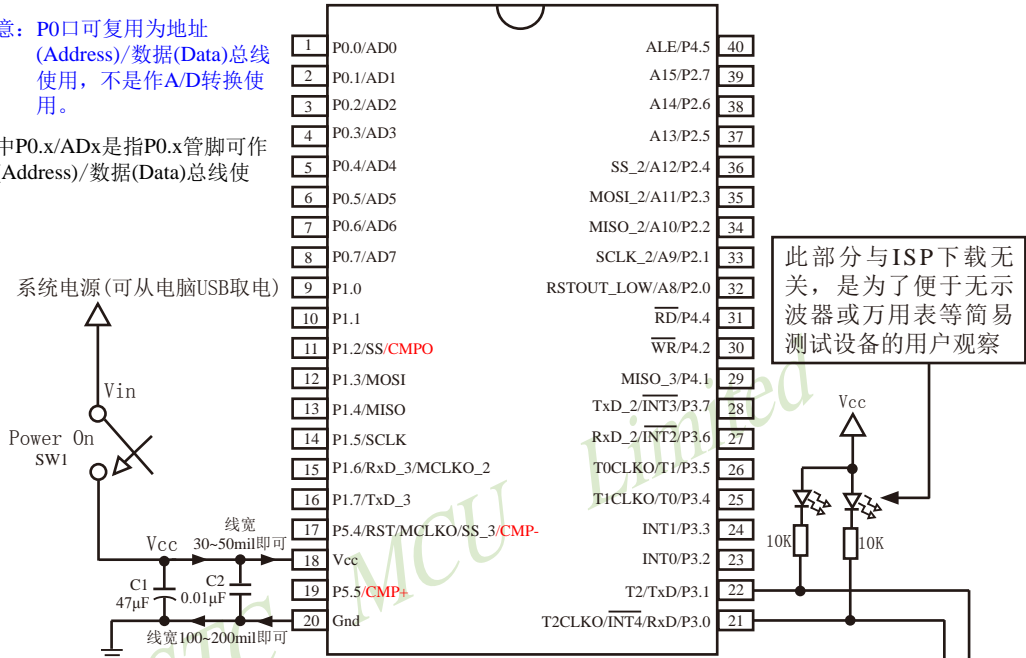 意：P0口可复用为地址
(Address)/数据(Data)总线
使用，不是作A/D转换使
用。
中P0.x/ADx是指P0.x管脚可作
(Address)/数据(Data)总线使
1 P0.0/AD0
2 P0.1/AD1
3 P0.2/AD2
4 P0.3/AD3
5 P0.4/AD4
6 P0.5/AD5
7 P0.6/AD6
8 P0.7/AD7
9 P1.0
10 P1.1
11 P1.2/SS/CMPO
12 P1.3/MOSI
13 P1.4/MISO
14 P1.5/SCLK
15 P1.6/RxD_3/MCLKO_2
16 P1.7/TxD_3
17 P5.4/RST/MCLKO/SS_3/CMP-
18 Vcc
19 P5.5/CMP+
20 Gnd
ALE/P4.5 40
A15/P2.7 39
A14/P2.6 38
A13/P2.5 37
SS_2/A12/P2.4 36
MOSI_2/A11/P2.3 35
MISO_2/A10/P2.2 34
SCLK_2/A9/P2.1 33
RSTOUT_LOW/A8/P2.0 32
RD/P4.4 31
WR/P4.2 30
MISO_3/P4.1 29
TxD_2/INT3/P3.7 28
RxD_2/INT2/P3.6 27
T0CLKO/T1/P3.5 26
T1CLKO/T0/P3.4 25
INT1/P3.3 24
INT0/P3.2 23
T2/TxD/P3.1 22
T2CLKO/INT4/RxD/P3.0 21
系统电源(可从电脑USB取电)
Vin
Power On
SW1
Vcc
线宽
30~50mil即可
C1
47μF
C2
0.01μF
线宽100~200mil即可
此部分与ISP下载无
关，是为了便于无示
波器或万用表等简易
测试设备的用户观察
Vcc
10K
10K
STC MCU Limited